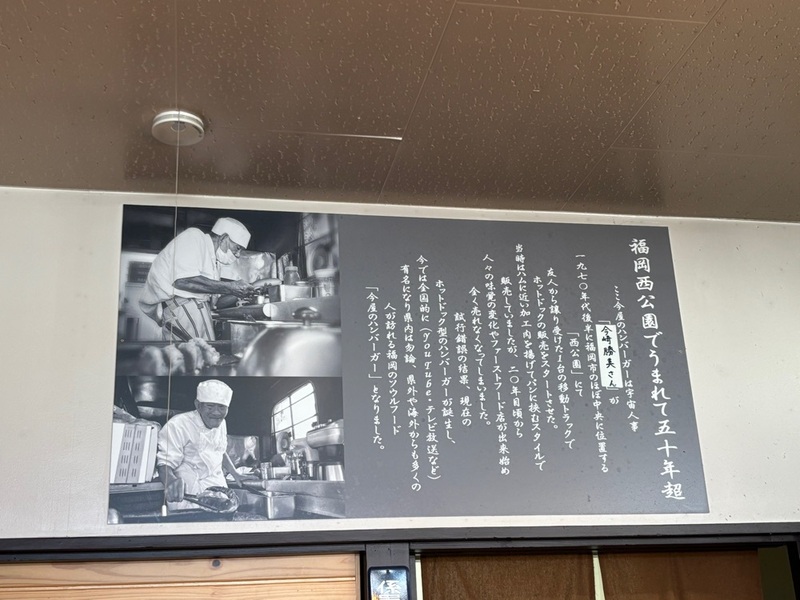 福岡西公園でうまれて五十年超
ここ今屋のハンバーガーは宇宙人事
「今崎勝美さん」が
一九七〇年代後半に福岡市のほぼ中央に位置する
「西公園」にて
友人から譲り受けた1台の移動トラックで
ホットドックの販売をスタートさせた。
当時はハムに近い加工肉を揚げてパンに挟むスタイルで
販売していましたが、二〇年目頃から
人々の味覚の変化やファーストフード店が出来始め
全く売れなくなってしまいました。
試行錯誤の結果、現在の
ホットドック型のハンバーガーが誕生し、
今では全国的に(Youtube・テレビ放送など)
有名になり県内は勿論、県外や海外からも多くの
人が訪れる福岡のソウルフード
「今屋のハンバーガー」となりました。